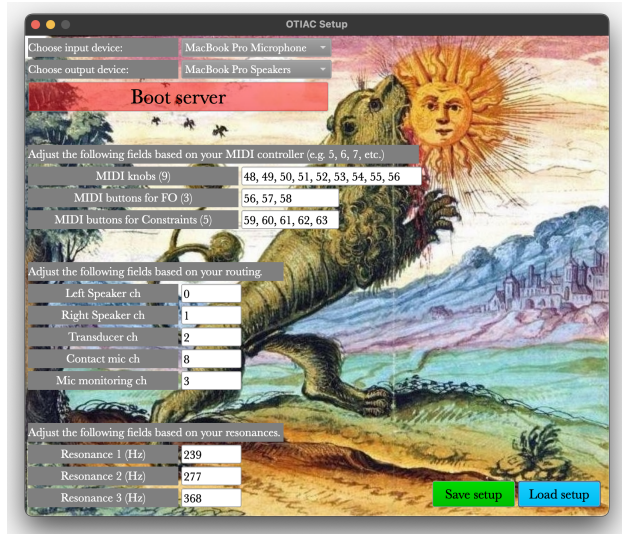 OTIAC Setup
Choose input device: MacBook Pro Microphone
Choose output device: MacBook Pro Speakers
Boot server
Adjust the following fields based on your MIDI controller (e.g. 5, 6, 7, etc.)
MIDI knobs (9) 48, 49, 50, 51, 52, 53, 54, 55, 56
MIDI buttons for FO (3) 56, 57, 58
MIDI buttons for Constraints (5) 59, 60, 61, 62, 63
Adjust the following fields based on your routing.
Left Speaker ch 0
Right Speaker ch 1
Transducer ch 2
Contact mic ch 8
Mic monitoring ch 3
Adjust the following fields based on your resonances.
Resonance 1 (Hz) 239
Resonance 2 (Hz) 277
Resonance 3 (Hz) 368
Save setup Load setup